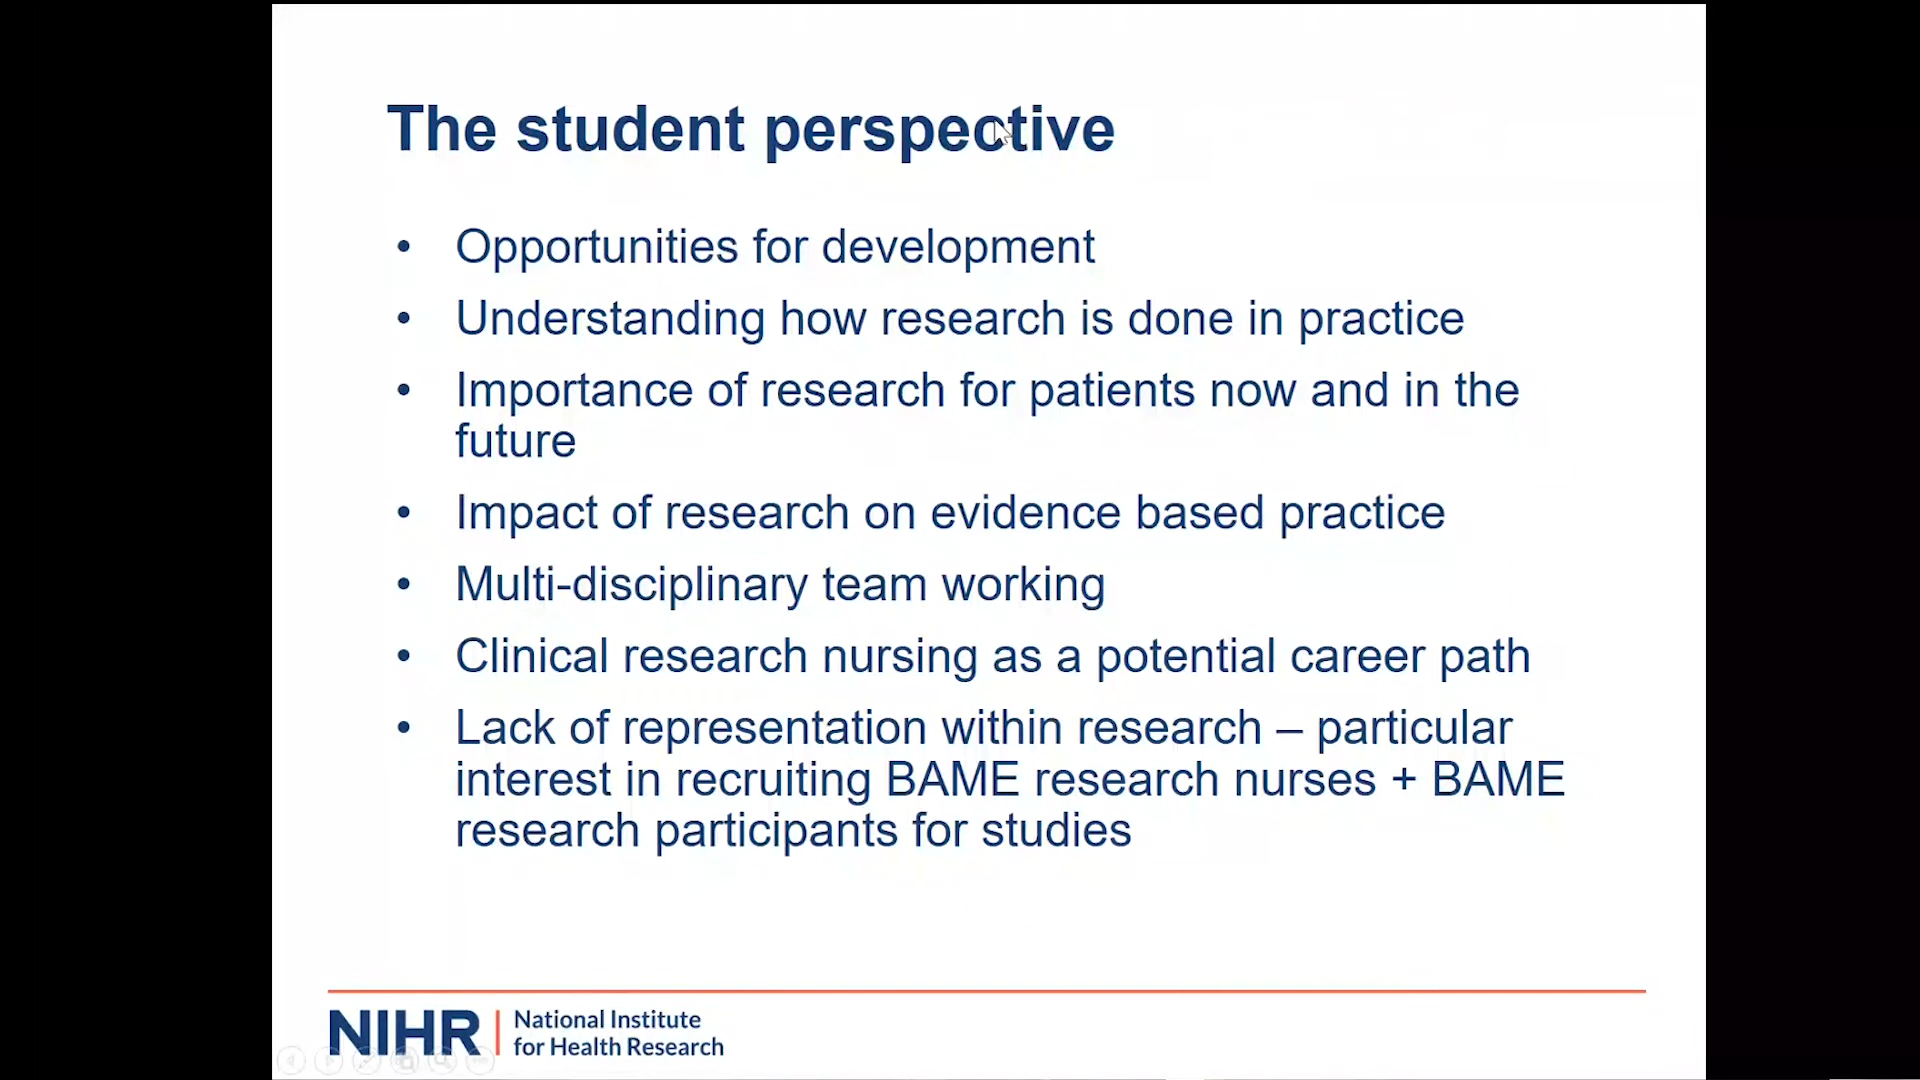 The student perspective
• Opportunities for development
• Understanding how research is done in practice
• Importance of research for patients now and in the
future
• Impact of research on evidence based practice
• Multi-disciplinary team working
• Clinical research nursing as a potential career path
• Lack of representation within research – particular
interest in recruiting BAME research nurses + BAME
research participants for studies
NIHR | National Institute
for Health Research